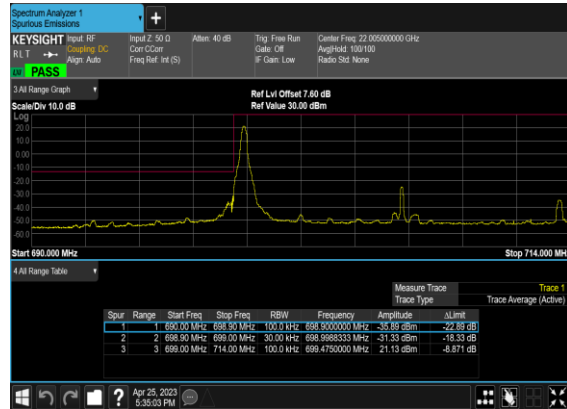 Spectrum Analyzer 1
Spurious Emissions
+
KEYSIGHT Input: RF Input Z: 50 Ω Atten: 40 dB Trig: Free Run Center Freq: 22.005000000 GHz
RLT Coupling: DC Corr CCorr Gate: Off Avg|Hold: 100/100
Align: Auto Freq Ref: Int (S) IF Gain: Low Radio Std: None
PASS
3 All Range Graph
Ref Lvl Offset 7.60 dB
Scale/Div 10.0 dB Ref Value 30.00 dBm
Log
20.0
10.0
0.00
-10.0
-20.0
-30.0
-40.0
-50.0
-60.0
Start 690.000 MHz Stop 714.000 MH
4 All Range Table
Measure Trace Trace 1
Trace Type Trace Average (Active)
Spur Range Start Freq Stop Freq RBW Frequency Amplitude ΔLimit
1 1 690.00 MHz 698.90 MHz 100.0 kHz 698.9000000 MHz -35.89 dBm -22.89 dB
2 2 698.90 MHz 699.00 MHz 30.00 kHz 698.9988333 MHz -31.33 dBm -18.33 dB
3 3 699.00 MHz 714.00 MHz 100.0 kHz 699.4750000 MHz 21.13 dBm -8.871 dB
? Apr 25, 2023
5:35:03 PM